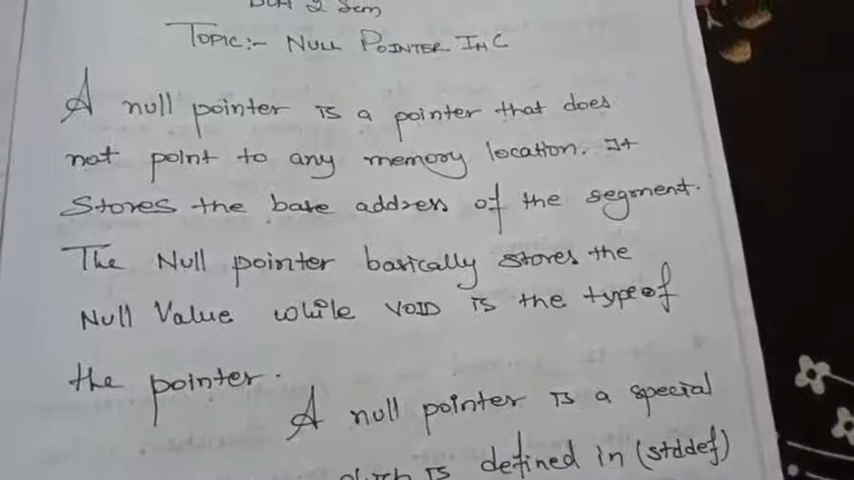 2 Sem
Topic:- NULL POINTER IN C
A null pointer is a pointer that does
not point to any memory location. It
Stores the base address of the segment.
The Null pointer basically stores the
Null Value while VOID is the type of
the pointer.
A null pointer is a special
is defined in (stddef)